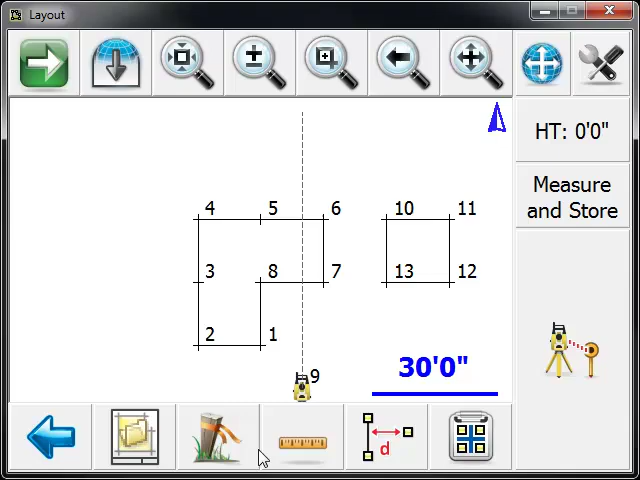 Layout
HT: 0'0"
Measure
and Store
4 5 6 10 11
3 8 7 13 12
2 1
9
30'0"
d